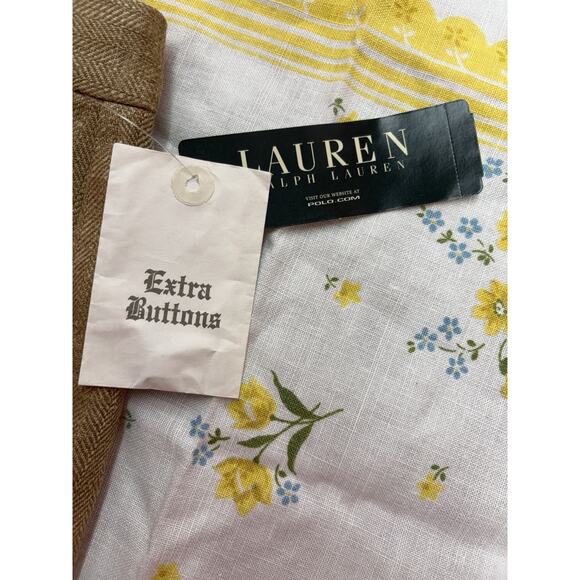 LAUREN
RALPH LAUREN
VISIT OUR WEBSITE AT
POLO.COM
Extra
Buttons